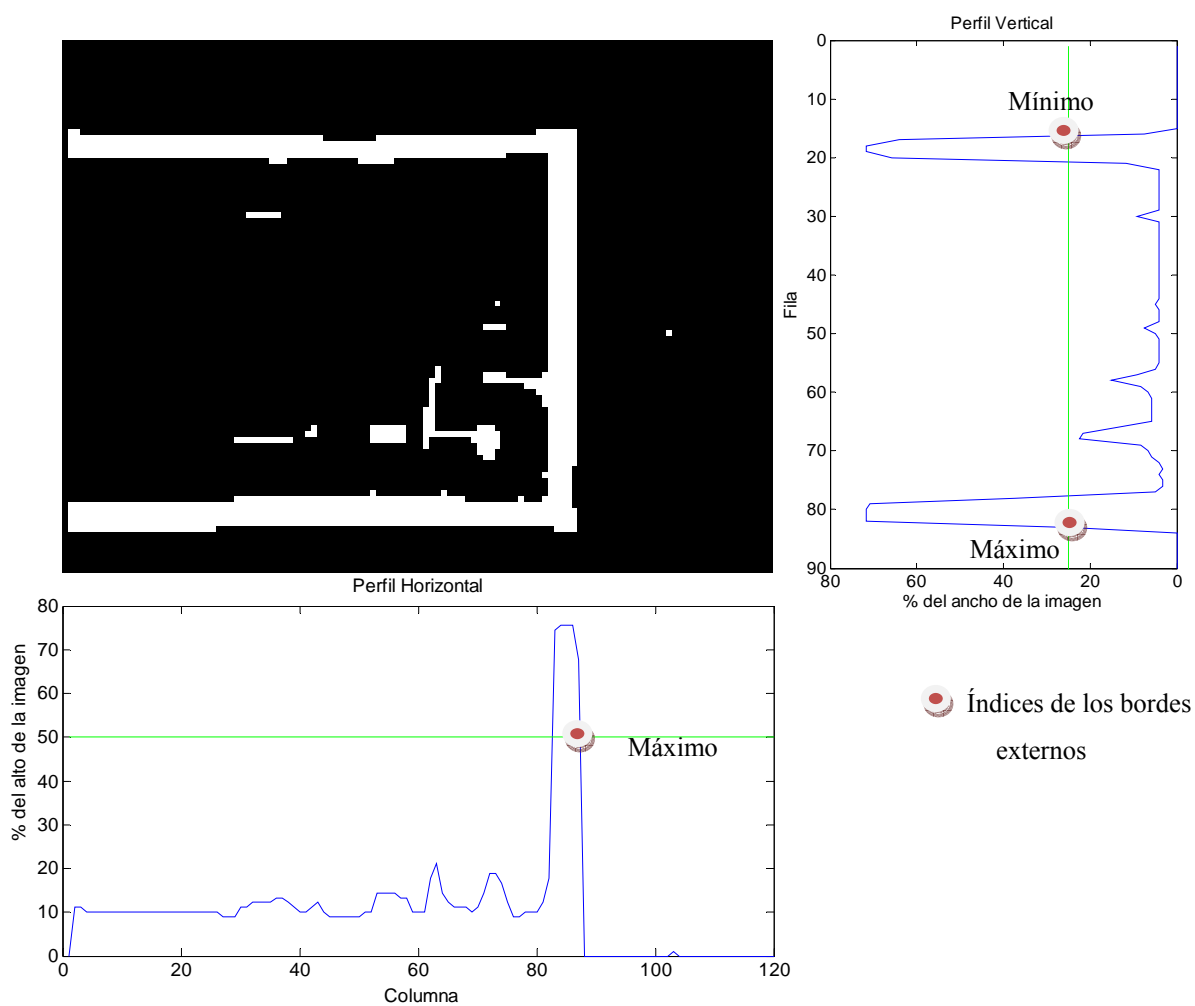 Perfil Vertical
0
10
20
30
40
50
60
70
80
90
Fila
Mínimo
Máximo
80
60
40
20
0
% del ancho de la imagen
Perfil Horizontal
80
70
60
50
40
30
20
10
0
% del alto de la imagen
Máximo
0
20
40
60
80
100
120
Columna
Índices de los bordes
externos